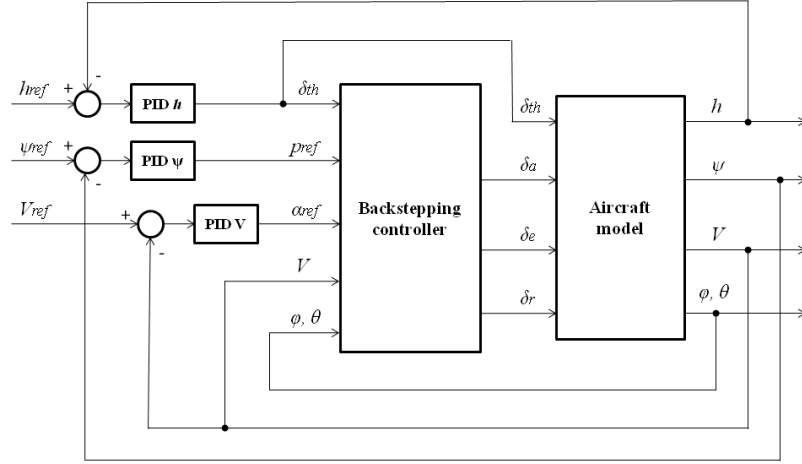 -
+
href
PID h
δth
δth
h
+
ψref
-
PID ψ
pref
δa
ψ
Vref
+
-
PID V
αref
Backstepping
controller
Aircraft
model
V
δe
V
φ, θ
δr
φ, θ